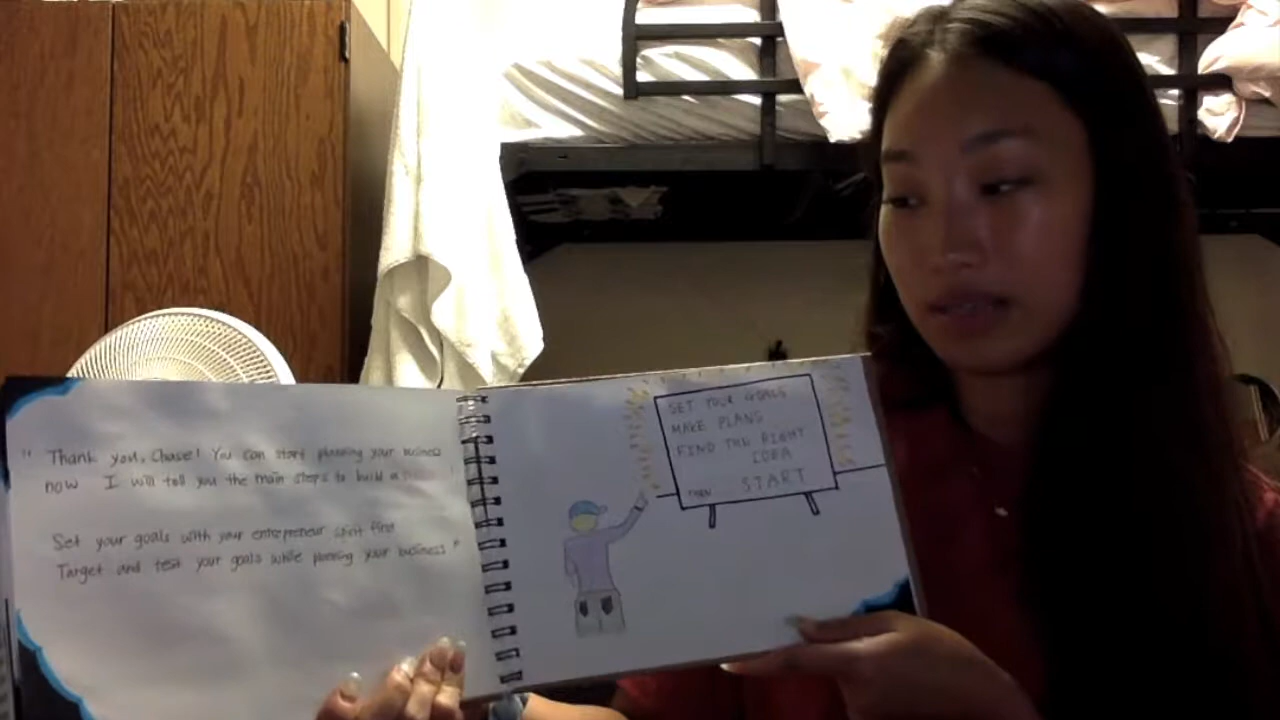 " Thank you, Chase! You can start planning your business
now I will tell you the main steps to build a
Set your goals with your entrepreneur spirit first
Target and test your goals while planning your business "
SET YOUR GOALS
MAKE PLANS
FIND THE RIGHT
IDEA
THEN START